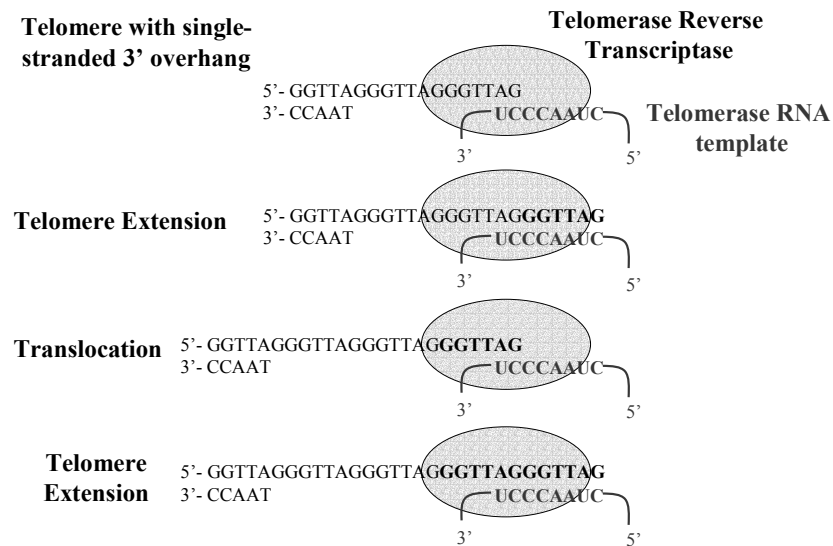 Telomere with single-
stranded 3’ overhang
Telomerase Reverse
Transcriptase
5’- GGTTAGGGTTAGGGTTAG
3’- CCAAT
UCCCAAUC
Telomerase RNA
template
3’
5’
Telomere Extension
5’- GGTTAGGGTTAGGGTTAGGGTTAG
3’- CCAAT
UCCCAAUC
3’
5’
Translocation
5’- GGTTAGGGTTAGGGTTAGGGTTAG
3’- CCAAT
UCCCAAUC
3’
5’
Telomere
Extension
5’- GGTTAGGGTTAGGGTTAGGGTTAGGGTTAG
3’- CCAAT
UCCCAAUC
3’
5’